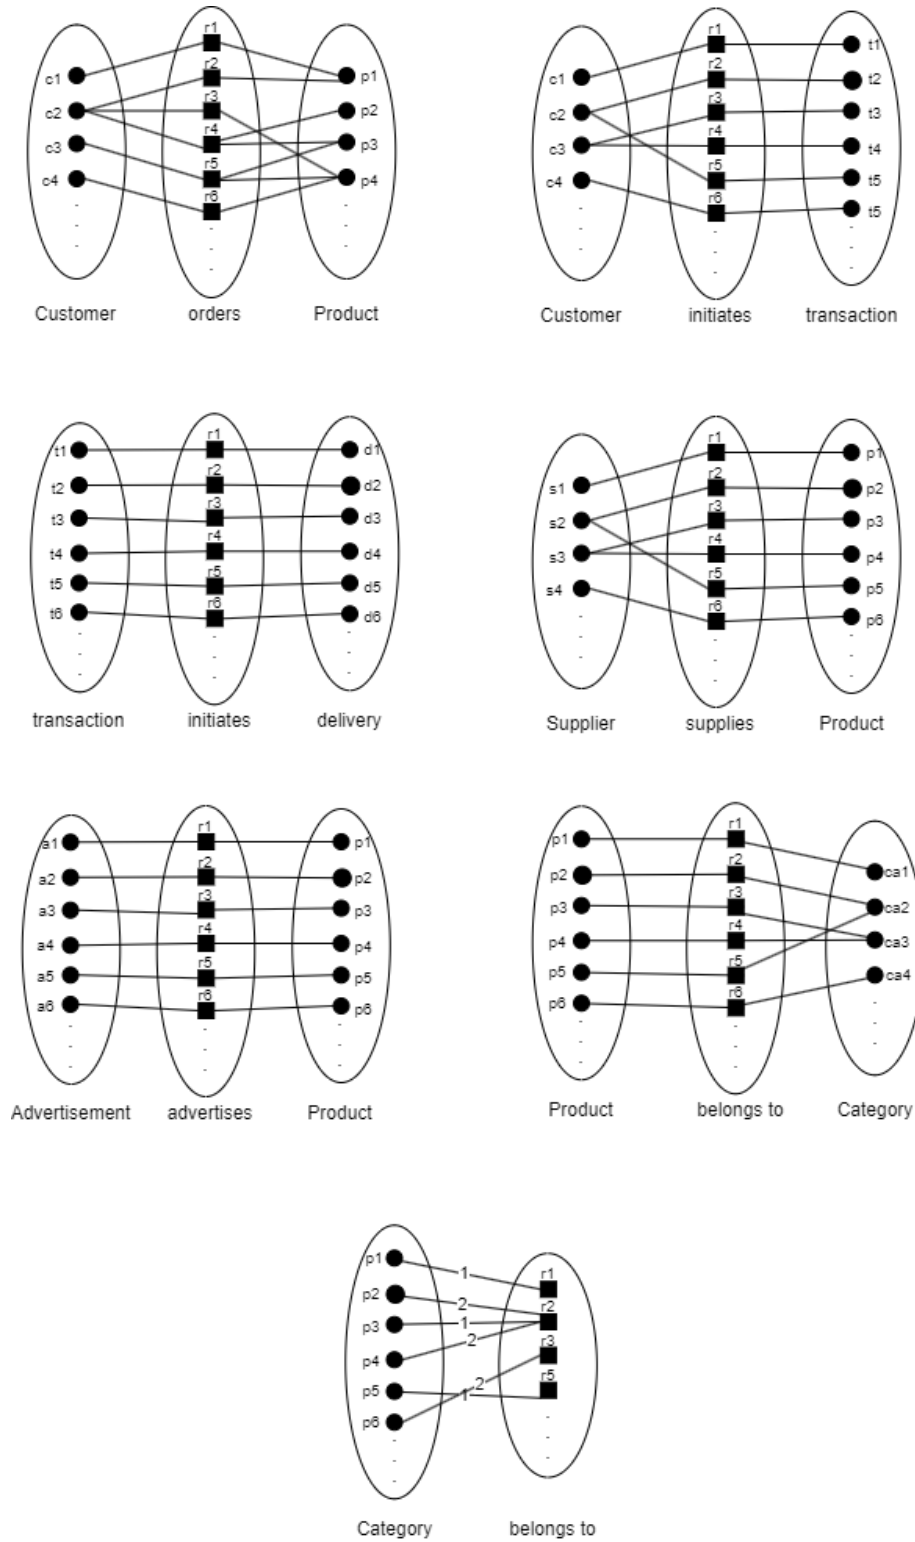 r1
r2
r3
r4
r5
r6
c1
c2
c3
c4
p1
p2
p3
p4
Customer
orders
Product
r1
r2
r3
r4
r5
r6
c1
c2
c3
c4
t1
t2
t3
t4
t5
t5
Customer
initiates
transaction
t1
t2
t3
t4
t5
t6
r1
r2
r3
r4
r5
r6
d1
d2
d3
d4
d5
d6
transaction
initiates
delivery
s1
s2
s3
s4
r1
r2
r3
r4
r5
r6
p1
p2
p3
p4
p5
p6
Supplier
supplies
Product
a1
a2
a3
a4
a5
a6
r1
r2
r3
r4
r5
r6
p1
p2
p3
p4
p5
p6
Advertisement
advertises
Product
p1
p2
p3
p4
p5
p6
r1
r2
r3
r4
r5
r6
ca1
ca2
ca3
ca4
Product
belongs to
Category
p1
p2
p3
p4
p5
p6
1
2
1
2
2
1
r1
r2
r3
r5
Category
belongs to